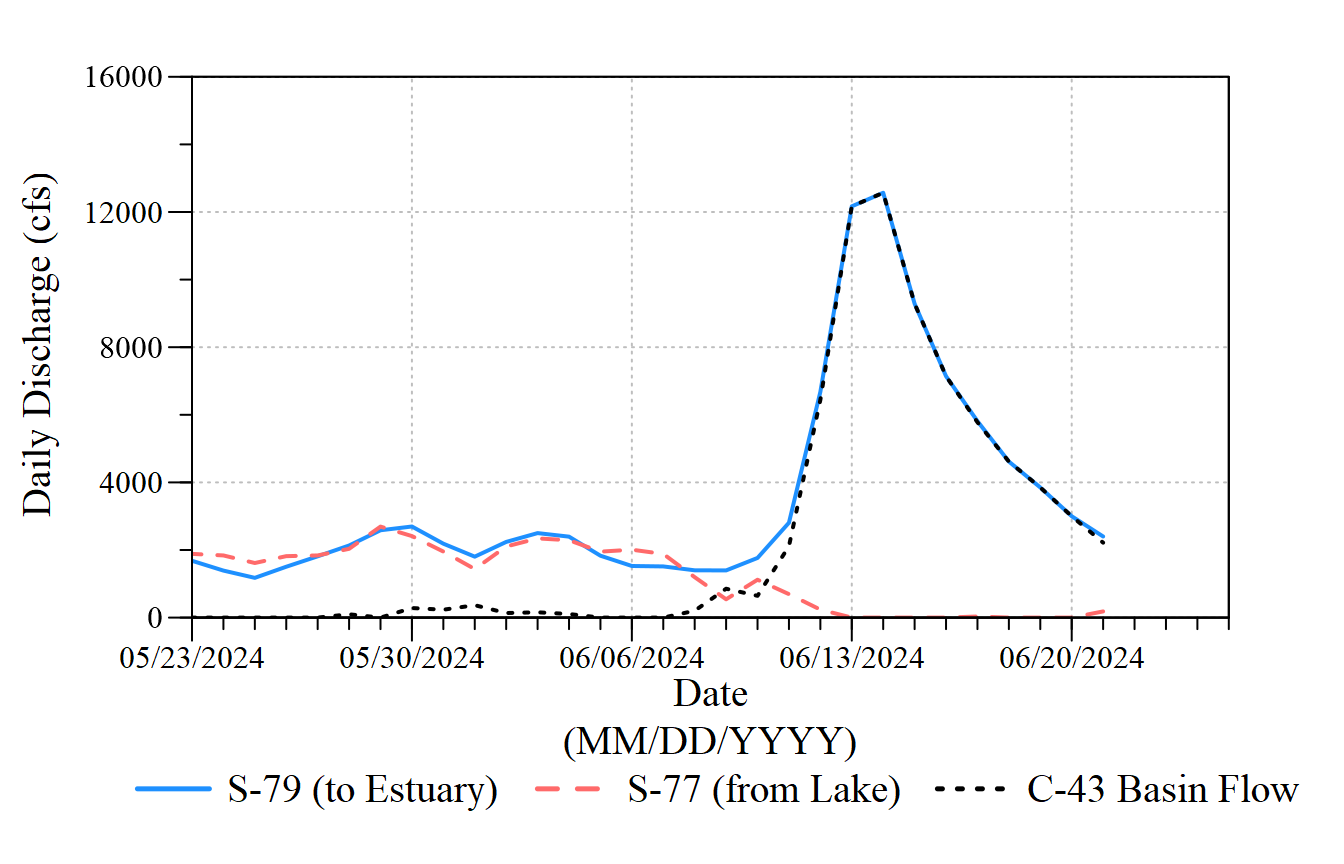 16000
12000
8000
4000
0
Daily Discharge (cfs)
05/23/2024 05/30/2024 06/06/2024 06/13/2024 06/20/2024
Date
(MM/DD/YYYY)
S-79 (to Estuary) S-77 (from Lake) C-43 Basin Flow